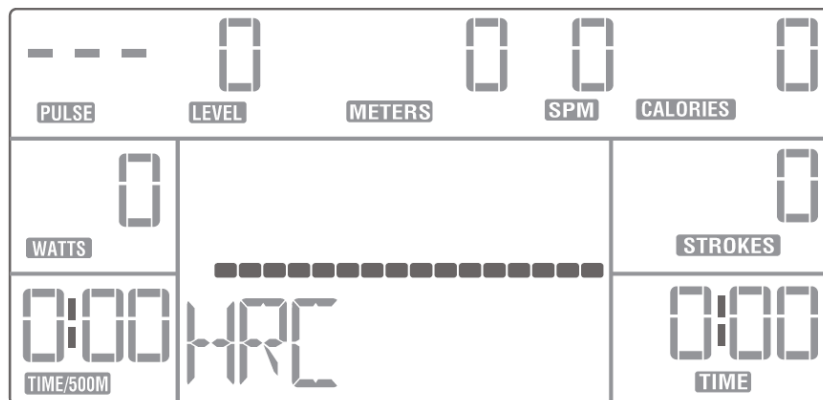 --- 0 0 0 0
PULSE LEVEL METERS SPM CALORIES
0 0
WATTS STROKES
0:00 HRC 0:00
TIME/500M TIME